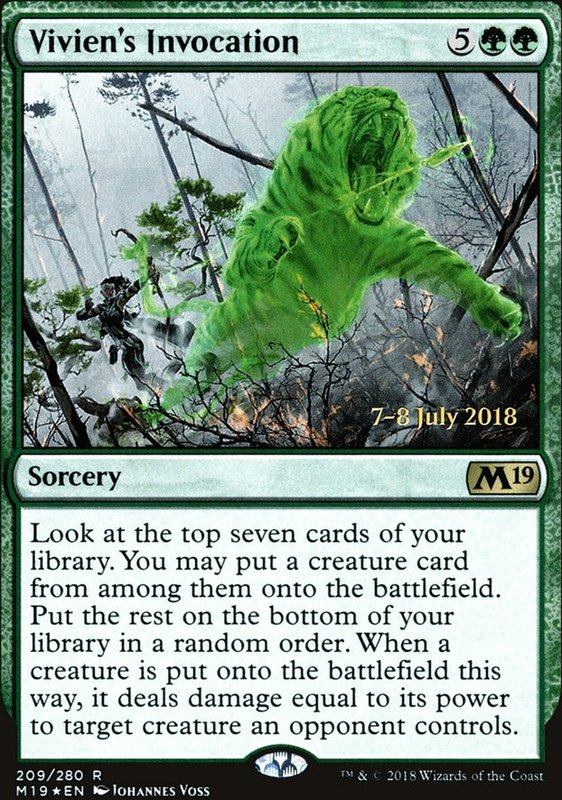 Vivien's Invocation 5
7–8 July 2018
Sorcery M19
Look at the top seven cards of your
library. You may put a creature card
from among them onto the battlefield.
Put the rest on the bottom of your
library in a random order. When a
creature is put onto the battlefield this
way, it deals damage equal to its power
to target creature an opponent controls.
209/280 R
M19★EN Johannes Voss
™ & © 2018 Wizards of the Coast